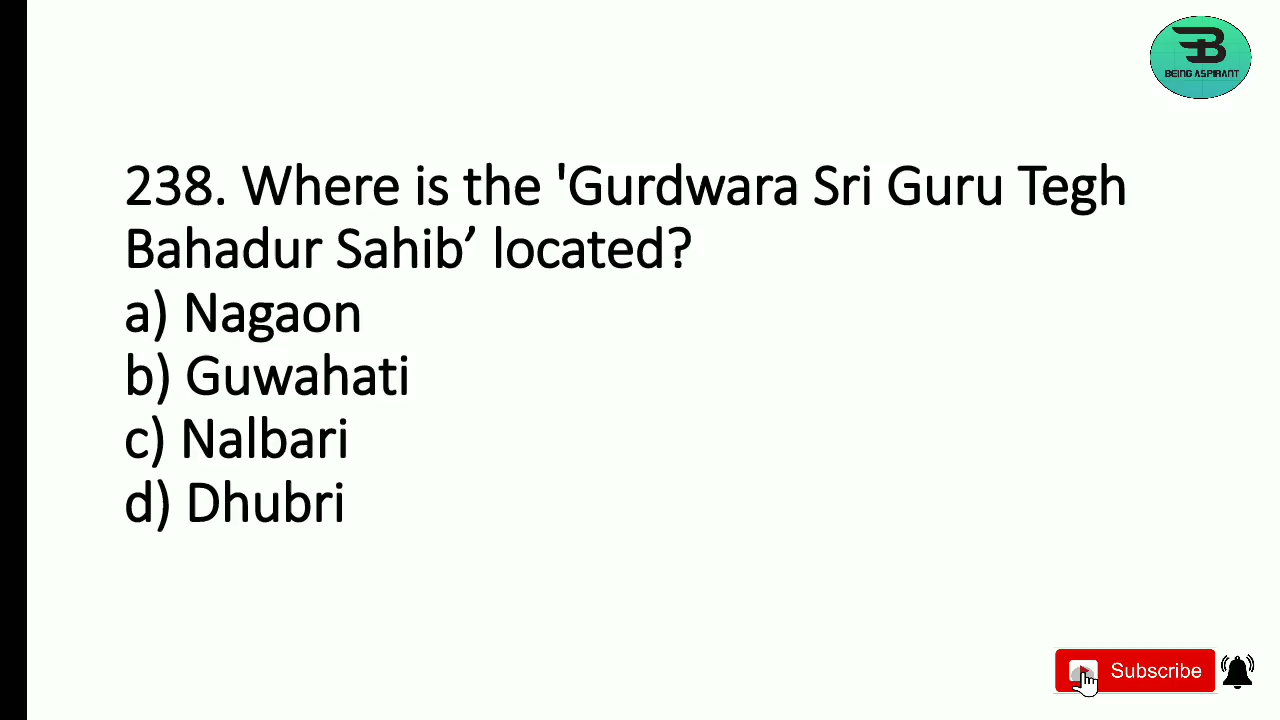 BEING ASPIRANT
238. Where is the 'Gurdwara Sri Guru Tegh
Bahadur Sahib’ located?
a) Nagaon
b) Guwahati
c) Nalbari
d) Dhubri
Subscribe